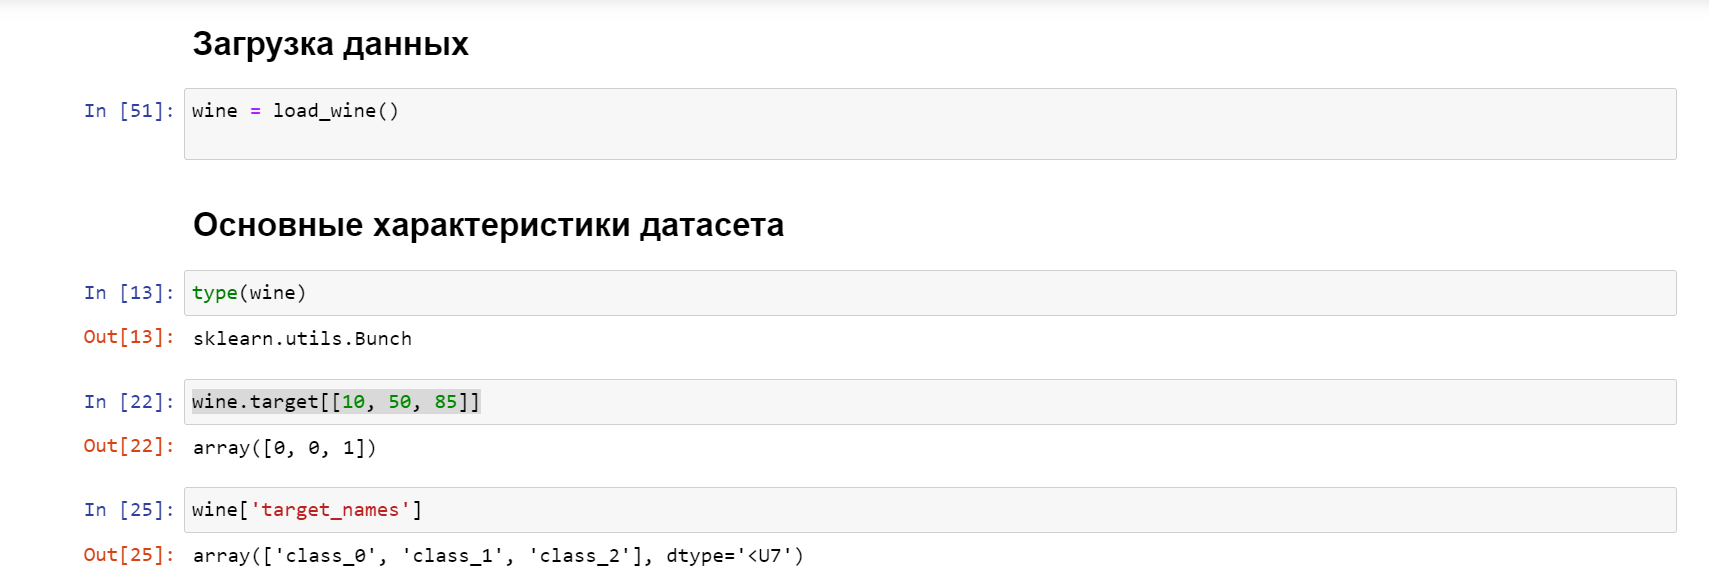 Загрузка данных
In [51]: wine = load_wine()
Основные характеристики датасета
In [13]: type(wine)
Out[13]: sklearn.utils.Bunch
In [22]: wine.target[[10, 50, 85]]
Out[22]: array([0, 0, 1])
In [25]: wine['target_names']
Out[25]: array(['class_0', 'class_1', 'class_2'], dtype='<U7')